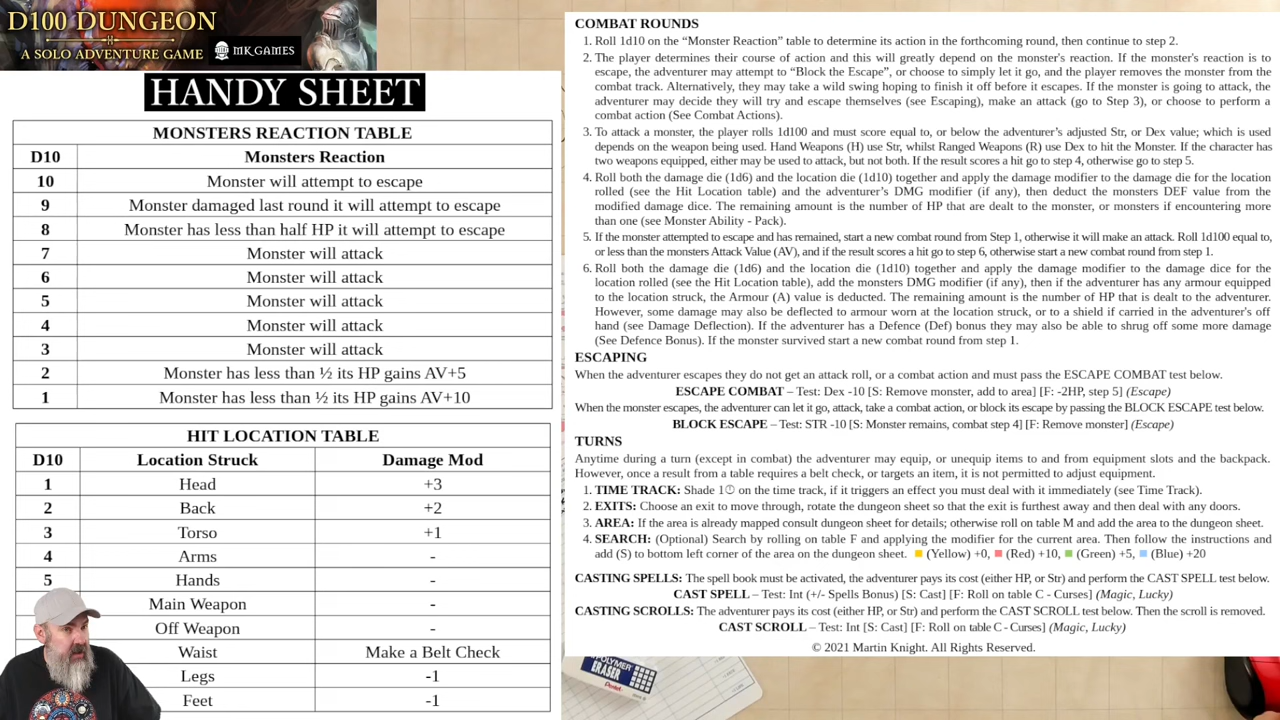 D100 DUNGEON
A SOLO ADVENTURE GAME
MK GAMES
HANDY SHEET
MONSTERS REACTION TABLE
D10 Monsters Reaction
10 Monster will attempt to escape
9 Monster damaged last round it will attempt to escape
8 Monster has less than half HP it will attempt to escape
7 Monster will attack
6 Monster will attack
5 Monster will attack
4 Monster will attack
3 Monster will attack
2 Monster has less than ½ its HP gains AV+5
1 Monster has less than ½ its HP gains AV+10
HIT LOCATION TABLE
D10 Location Struck Damage Mod
1 Head +3
2 Back +2
3 Torso +1
4 Arms -
5 Hands -
Main Weapon -
Off Weapon -
Waist Make a Belt Check
Legs -1
Feet -1
COMBAT ROUNDS
1. Roll 1d10 on the “Monster Reaction” table to determine its action in the forthcoming round, then continue to step 2.
2. The player determines their course of action and this will greatly depend on the monster's reaction. If the monster's reaction is to
escape, the adventurer may attempt to “Block the Escape”, or choose to simply let it go, and the player removes the monster from the
combat track. Alternatively, they may take a wild swing hoping to finish it off before it escapes. If the monster is going to attack, the
adventurer may decide they will try and escape themselves (see Escaping), make an attack (go to Step 3), or choose to perform a
combat action (See Combat Actions).
3. To attack a monster, the player rolls 1d100 and must score equal to, or below the adventurer’s adjusted Str, or Dex value; which is used
depends on the weapon being used. Hand Weapons (H) use Str, whilst Ranged Weapons (R) use Dex to hit the Monster. If the character has
two weapons equipped, either may be used to attack, but not both. If the result scores a hit go to step 4, otherwise go to step 5.
4. Roll both the damage die (1d6) and the location die (1d10) together and apply the damage modifier to the damage die for the location
rolled (see the Hit Location table) and the adventurer’s DMG modifier (if any), then deduct the monsters DEF value from the
modified damage dice. The remaining amount is the number of HP that are dealt to the monster, or monsters if encountering more
than one (see Monster Ability - Pack).
5. If the monster attempted to escape and has remained, start a new combat round from Step 1, otherwise it will make an attack. Roll 1d100 equal to,
or less than the monsters Attack Value (AV), and if the result scores a hit go to step 6, otherwise start a new combat round from step 1.
6. Roll both the damage die (1d6) and the location die (1d10) together and apply the damage modifier to the damage dice for the
location rolled (see the Hit Location table), add the monsters DMG modifier (if any), then if the adventurer has any armour equipped
to the location struck, the Armour (A) value is deducted. The remaining amount is the number of HP that is dealt to the adventurer.
However, some damage may also be deflected to armour worn at the location struck, or to a shield if carried in the adventurer's off
hand (see Damage Deflection). If the adventurer has a Defence (Def) bonus they may also be able to shrug off some more damage
(See Defence Bonus). If the monster survived start a new combat round from step 1.
ESCAPING
When the adventurer escapes they do not get an attack roll, or a combat action and must pass the ESCAPE COMBAT test below.
ESCAPE COMBAT – Test: Dex -10 [S: Remove monster, add to area] [F: -2HP, step 5] (Escape)
When the monster escapes, the adventurer can let it go, attack, take a combat action, or block its escape by passing the BLOCK ESCAPE test below.
BLOCK ESCAPE – Test: STR -10 [S: Monster remains, combat step 4] [F: Remove monster] (Escape)
TURNS
Anytime during a turn (except in combat) the adventurer may equip, or unequip items to and from equipment slots and the backpack.
However, once a result from a table requires a belt check, or targets an item, it is not permitted to adjust equipment.
1. TIME TRACK: Shade 1 on the time track, if it triggers an effect you must deal with it immediately (see Time Track).
2. EXITS: Choose an exit to move through, rotate the dungeon sheet so that the exit is furthest away and then deal with any doors.
3. AREA: If the area is already mapped consult dungeon sheet for details; otherwise roll on table M and add the area to the dungeon sheet.
4. SEARCH: (Optional) Search by rolling on table F and applying the modifier for the current area. Then follow the instructions and
add (S) to bottom left corner of the area on the dungeon sheet. (Yellow) +0, (Red) +10, (Green) +5, (Blue) +20
CASTING SPELLS: The spell book must be activated, the adventurer pays its cost (either HP, or Str) and perform the CAST SPELL test below.
CAST SPELL – Test: Int (+/- Spells Bonus) [S: Cast] [F: Roll on table C - Curses] (Magic, Lucky)
CASTING SCROLLS: The adventurer pays its cost (either HP, or Str) and perform the CAST SCROLL test below. Then the scroll is removed.
CAST SCROLL – Test: Int [S: Cast] [F: Roll on table C - Curses] (Magic, Lucky)
© 2021 Martin Knight. All Rights Reserved.
POLYMER
ERASER
Pentel